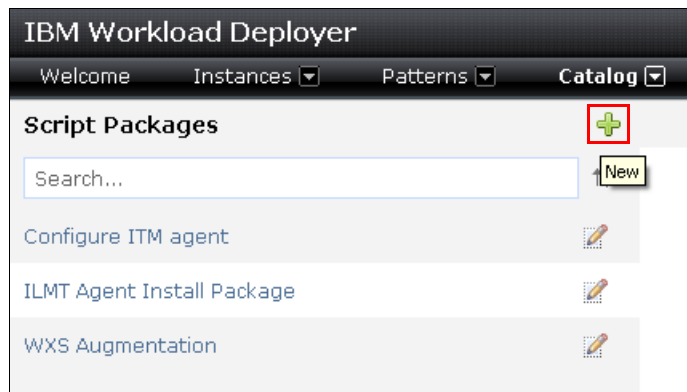 IBM Workload Deployer
Welcome Instances Patterns Catalog
Script Packages
New
Search...
Configure ITM agent
ILMT Agent Install Package
WXS Augmentation